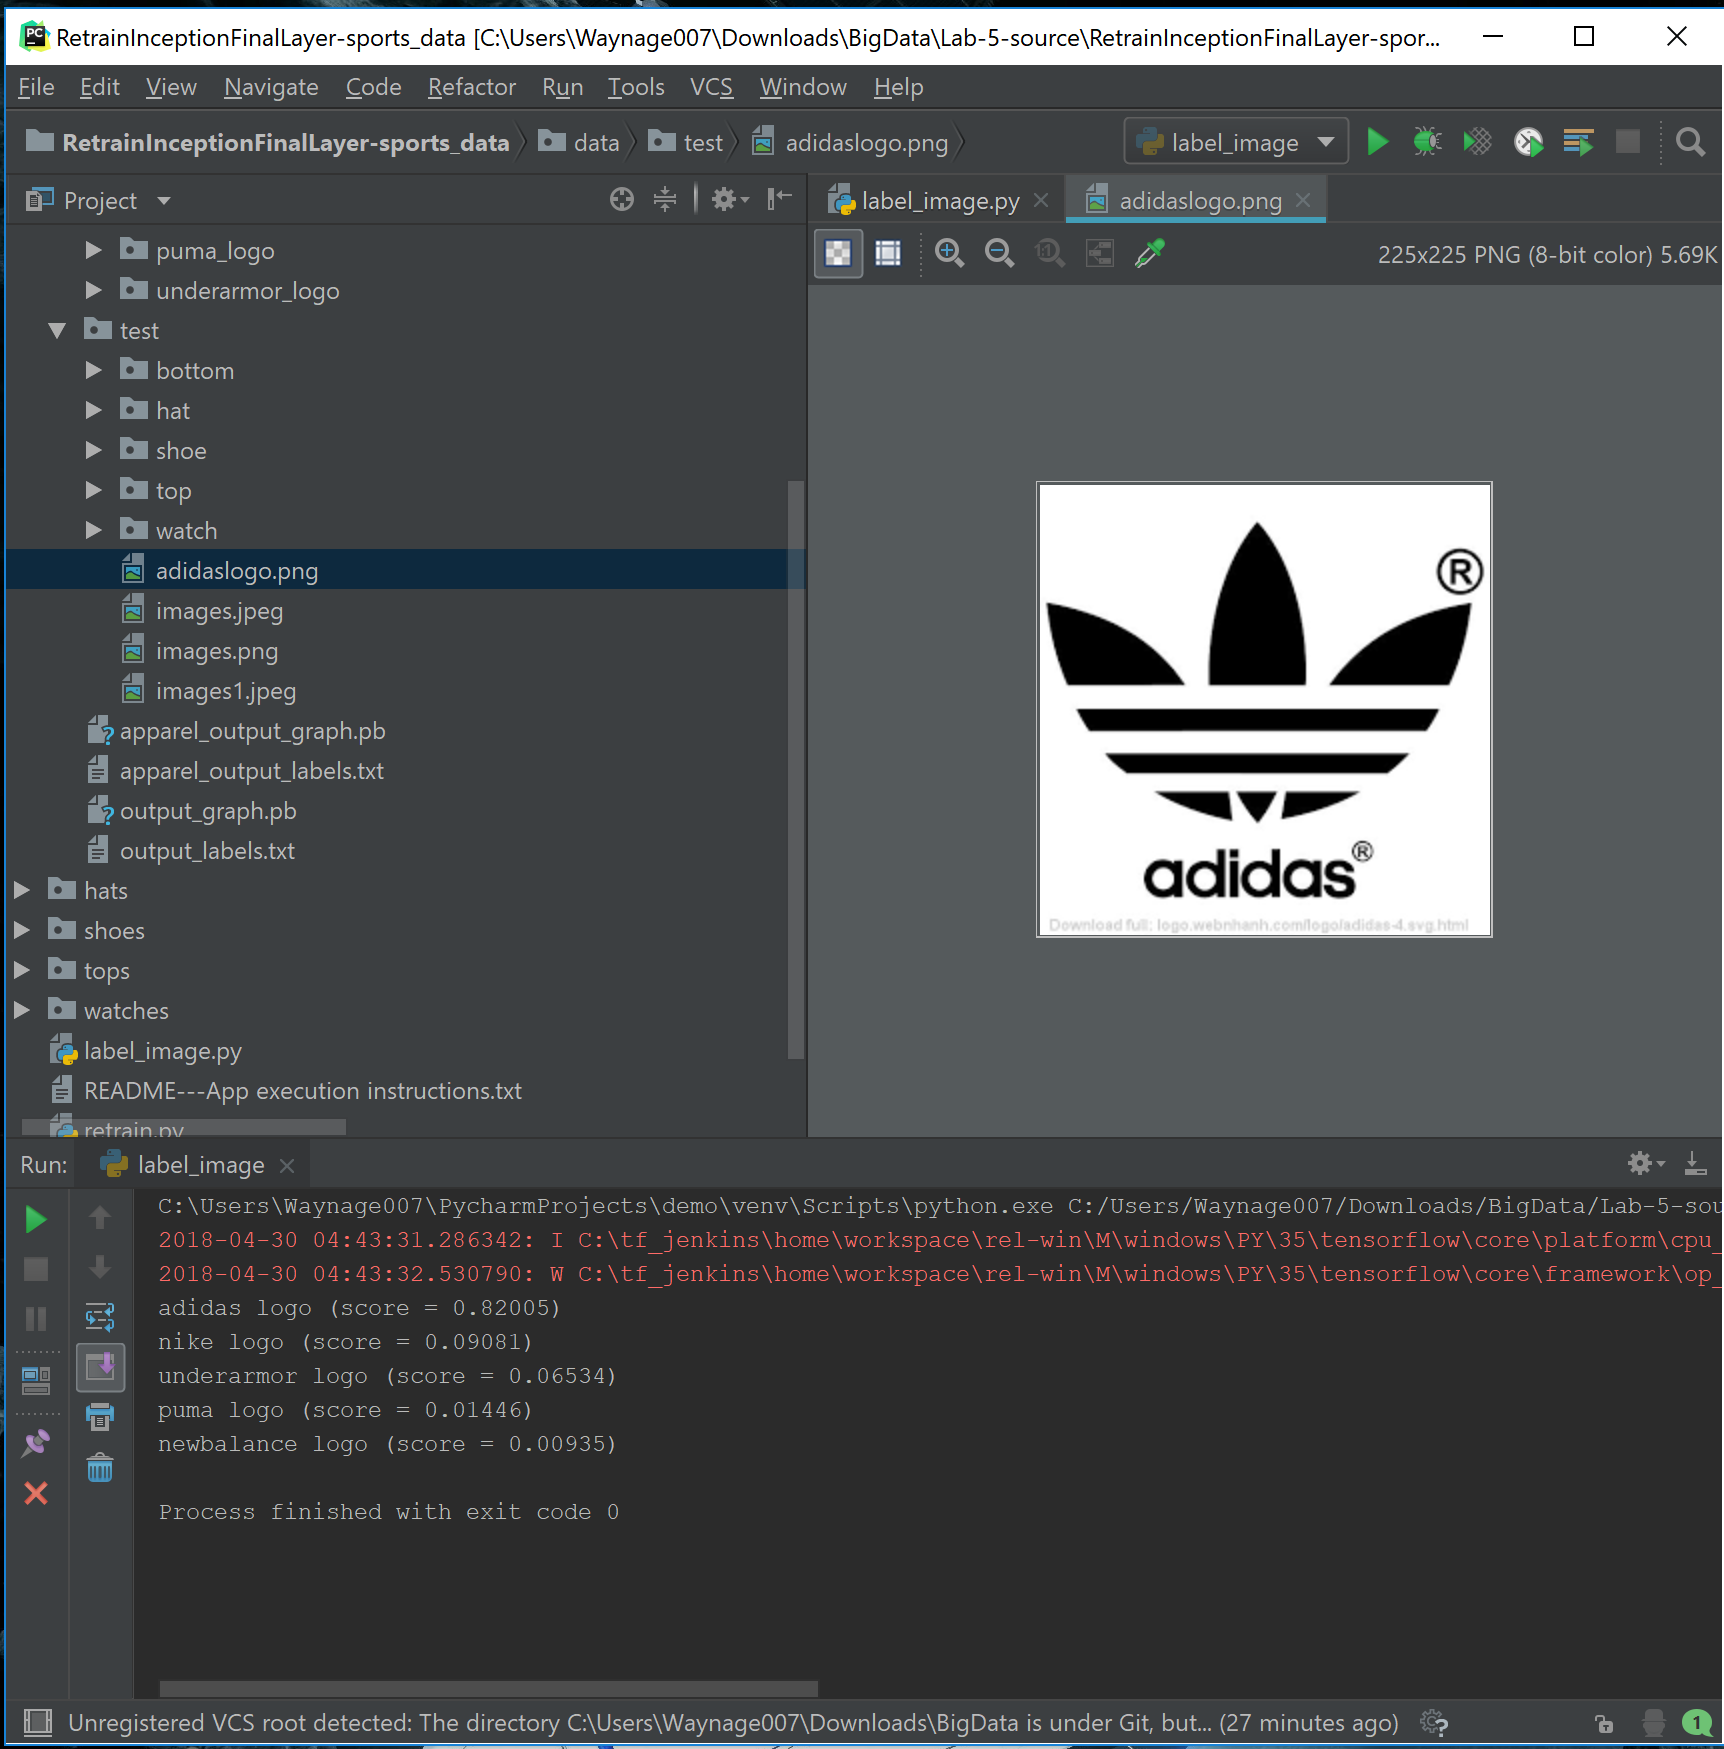 PC RetrainInceptionFinalLayer-sports_data [C:\Users\Waynage007\Downloads\BigData\Lab-5-source\RetrainInceptionFinalLayer-spor...
File Edit View Navigate Code Refactor Run Tools VCS Window Help
RetrainInceptionFinalLayer-sports_data data test adidaslogo.png label_image
Project
label_image.py adidaslogo.png
1:1 225x225 PNG (8-bit color) 5.69K
puma_logo
underarmor_logo
test
bottom
hat
shoe
top
watch
adidaslogo.png
images.jpeg
images.png
images1.jpeg
apparel_output_graph.pb
apparel_output_labels.txt
output_graph.pb
output_labels.txt
hats
shoes
tops
watches
label_image.py
README---App execution instructions.txt
retrain.py
®
adidas®
Download full: logo.webnhanh.com/logo/adidas-4.svg.html
Run: label_image
C:\Users\Waynage007\PycharmProjects\demo\venv\Scripts\python.exe C:/Users/Waynage007/Downloads/BigData/Lab-5-sou
2018-04-30 04:43:31.286342: I C:\tf_jenkins\home\workspace\rel-win\M\windows\PY\35\tensorflow\core\platform\cpu_
2018-04-30 04:43:32.530790: W C:\tf_jenkins\home\workspace\rel-win\M\windows\PY\35\tensorflow\core\framework\op_
adidas logo (score = 0.82005)
nike logo (score = 0.09081)
underarmor logo (score = 0.06534)
puma logo (score = 0.01446)
newbalance logo (score = 0.00935)
Process finished with exit code 0
Unregistered VCS root detected: The directory C:\Users\Waynage007\Downloads\BigData is under Git, but... (27 minutes ago) 1